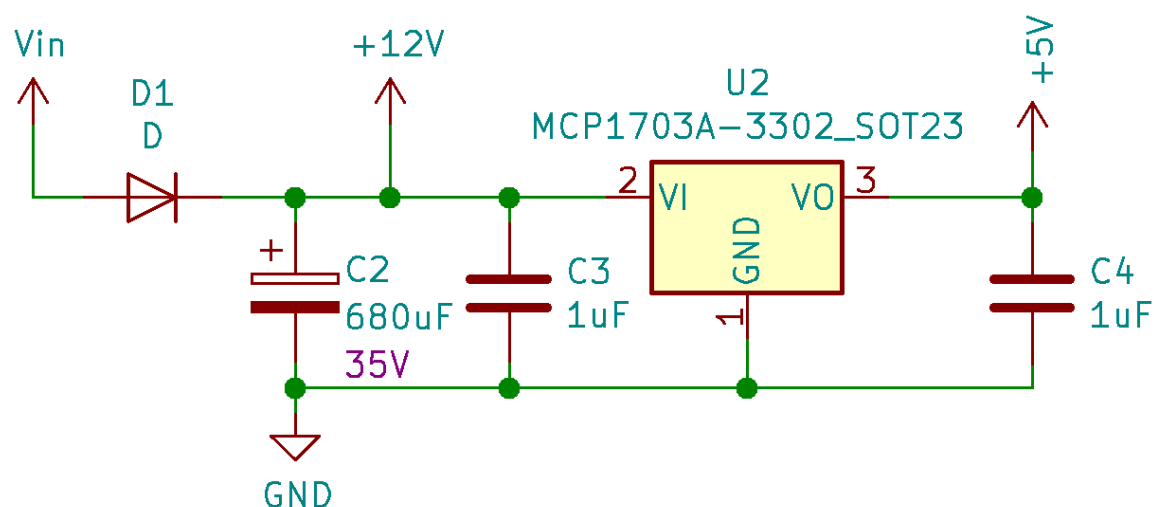 Vin
+12V
+5V
D1
D
U2
MCP1703A-3302_SOT23
2
VI
VO
3
GND
1
+
C2
680uF
35V
C3
1uF
C4
1uF
GND